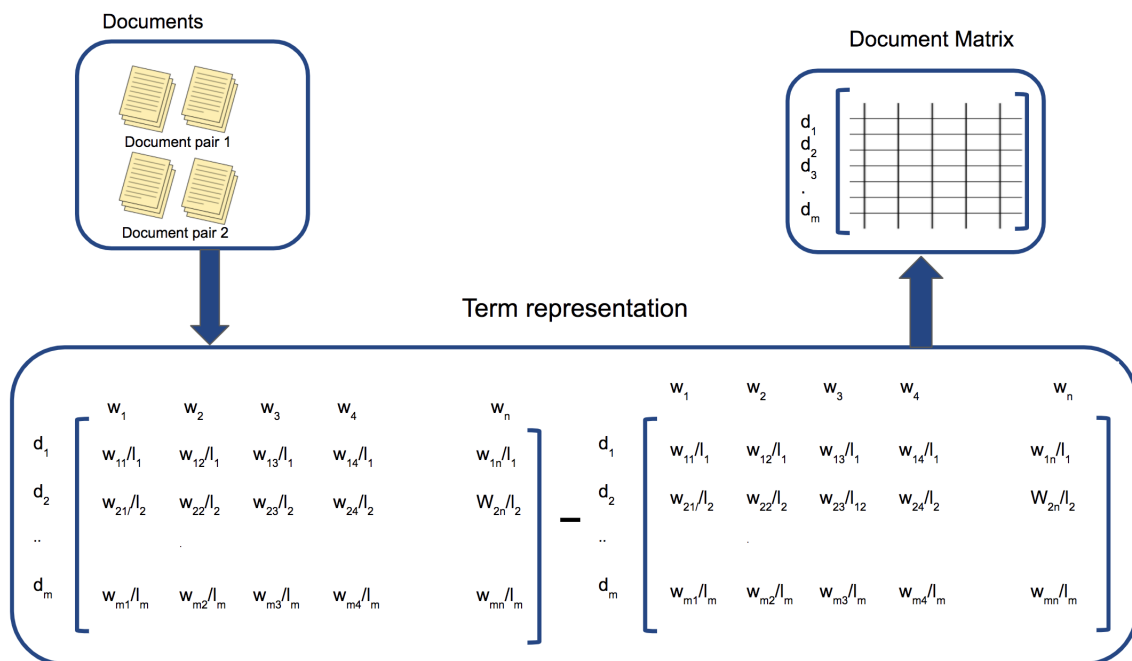 Documents
Document pair 1
Document pair 2
Document Matrix
d₁
d₂
d₃
.
dₘ
Term representation
w₁ w₂ w₃ w₄ wₙ
d₁ w₁₁/l₁ w₁₂/l₁ w₁₃/l₁ w₁₄/l₁ w₁ₙ/l₁
d₂ w₂₁/l₂ w₂₂/l₂ w₂₃/l₂ w₂₄/l₂ W₂ₙ/l₂
.. .
dₘ wₘ₁/lₘ wₘ₂/lₘ wₘ₃/lₘ wₘ₄/lₘ wₘₙ/lₘ
–
w₁ w₂ w₃ w₄ wₙ
d₁ w₁₁/l₁ w₁₂/l₁ w₁₃/l₁ w₁₄/l₁ w₁ₙ/l₁
d₂ w₂₁/l₂ w₂₂/l₂ w₂₃/l₁₂ w₂₄/l₂ W₂ₙ/l₂
.. .
dₘ wₘ₁/lₘ wₘ₂/lₘ wₘ₃/lₘ wₘ₄/lₘ wₘₙ/lₘ